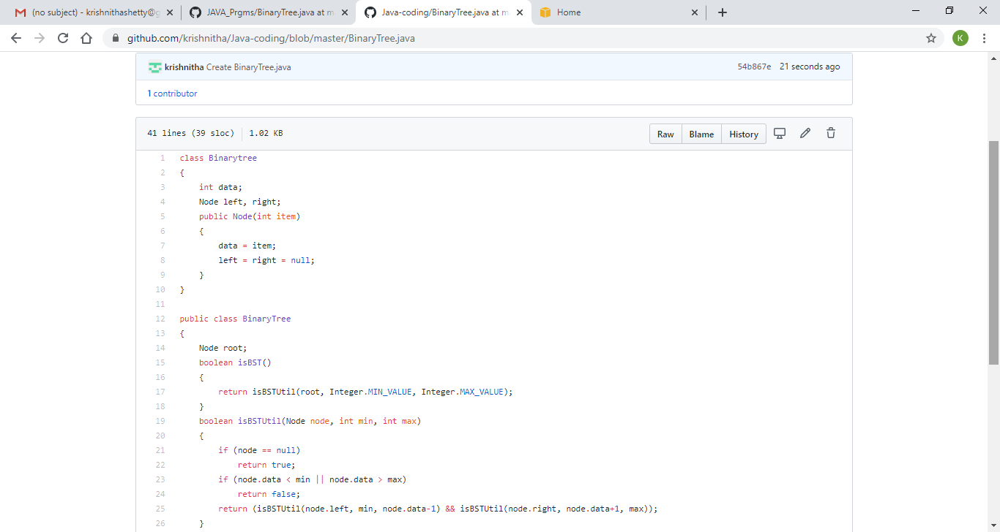 (no subject) - krishnithashetty@g
JAVA_Prgms/BinaryTree.java at m
Java-coding/BinaryTree.java at m
Home
github.com/krishnitha/Java-coding/blob/master/BinaryTree.java
K
krishnitha Create BinaryTree.java
54b867e 21 seconds ago
1 contributor
41 lines (39 sloc) 1.02 KB
Raw Blame History
1 class Binarytree
2 {
3     int data;
4     Node left, right;
5     public Node(int item)
6     {
7         data = item;
8         left = right = null;
9     }
10 }
11
12 public class BinaryTree
13 {
14     Node root;
15     boolean isBST()
16     {
17         return isBSTUtil(root, Integer.MIN_VALUE, Integer.MAX_VALUE);
18     }
19     boolean isBSTUtil(Node node, int min, int max)
20     {
21         if (node == null)
22             return true;
23         if (node.data < min || node.data > max)
24             return false;
25         return (isBSTUtil(node.left, min, node.data-1) && isBSTUtil(node.right, node.data+1, max));
26     }